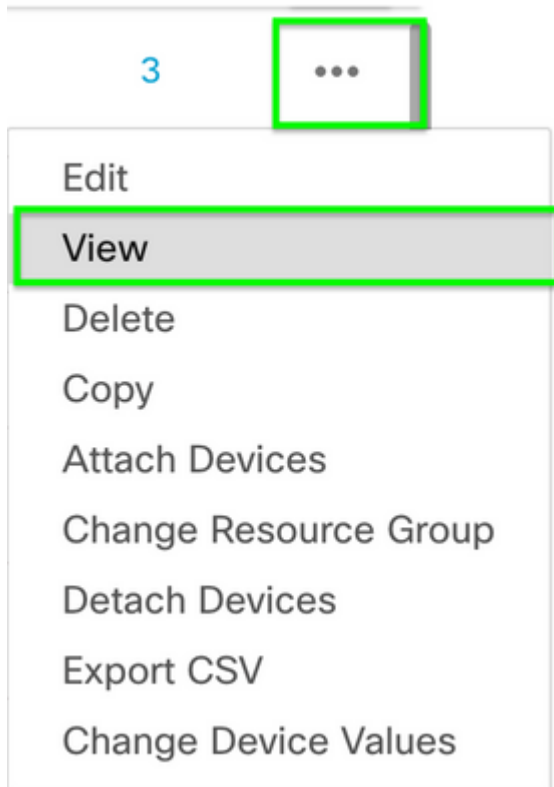 3 •••
Edit
View
Delete
Copy
Attach Devices
Change Resource Group
Detach Devices
Export CSV
Change Device Values